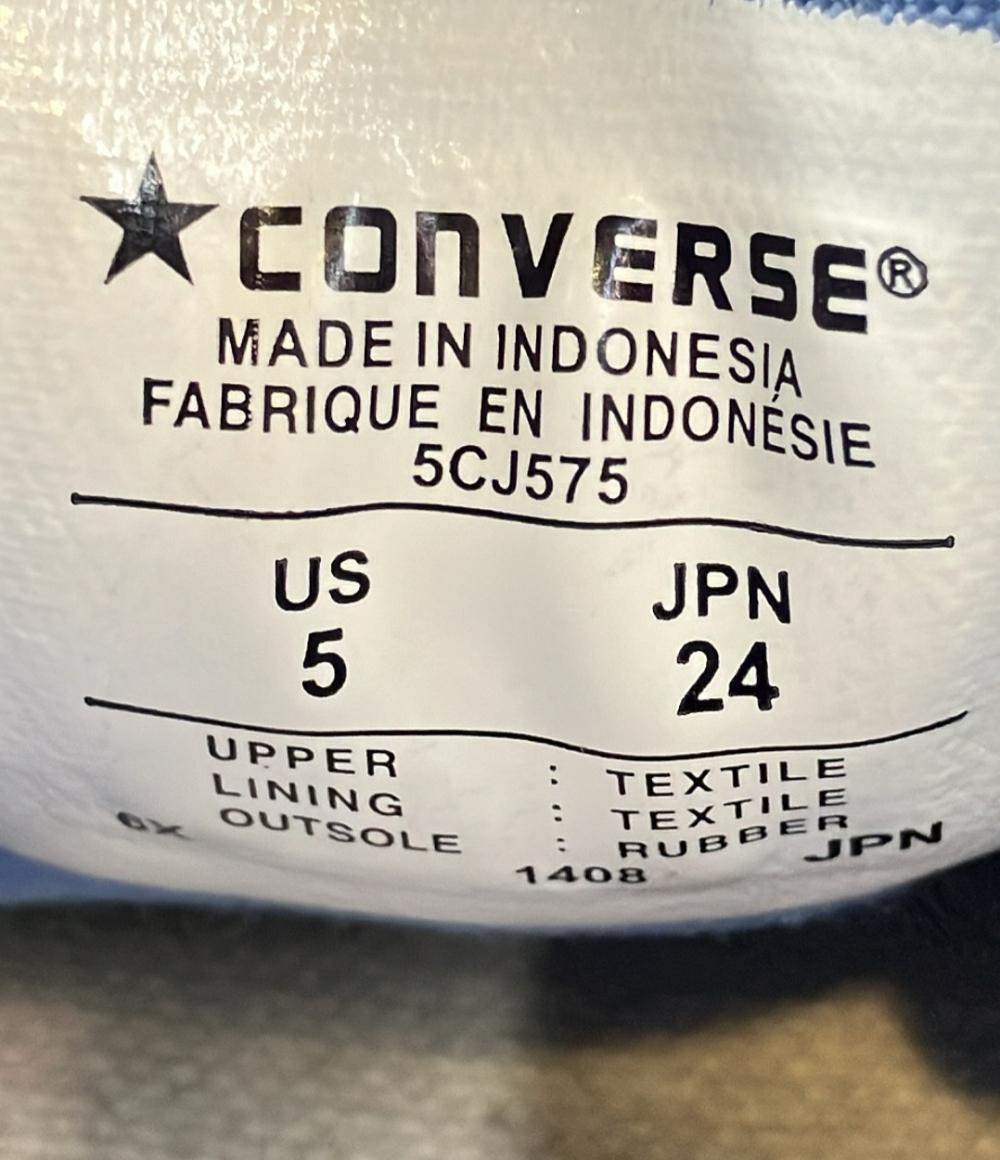 ★CONVERSE®
MADE IN INDONESIA
FABRIQUE EN INDONÉSIE
5CJ575
US JPN
5 24
UPPER : TEXTILE
LINING : TEXTILE
OUTSOLE : RUBBER
6X 1408 JPN